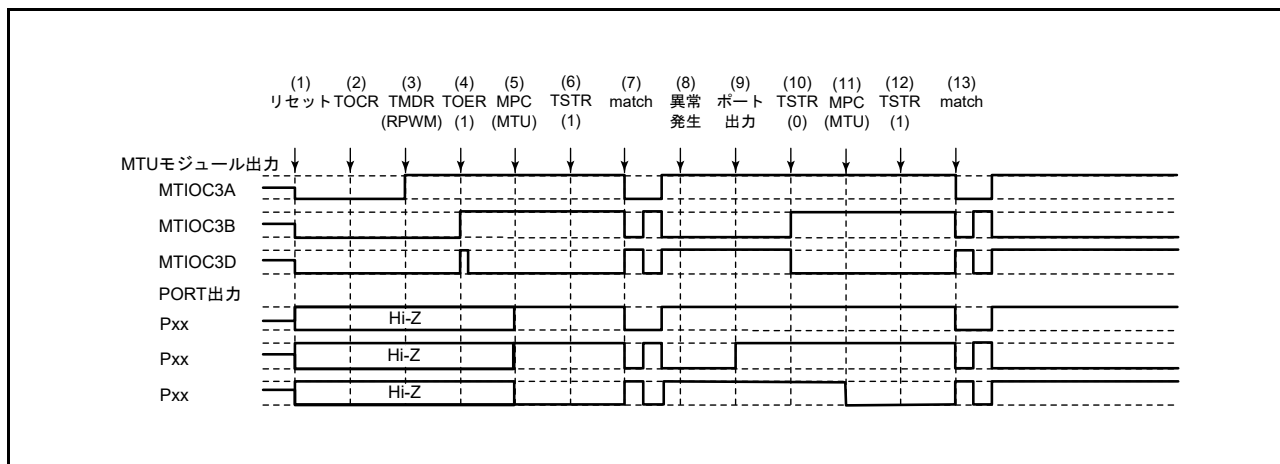 (1) (2) (3) (4) (5) (6) (7) (8) (9) (10) (11) (12) (13)
リセット TOCR TMDR TOER MPC TSTR match 異常 ポート TSTR MPC TSTR match
(RPWM) (1) (MTU) (1) 発生 出力 (0) (MTU) (1)
MTUモジュール出力
MTIOC3A
MTIOC3B
MTIOC3D
PORT出力
Pxx Hi-Z
Pxx Hi-Z
Pxx Hi-Z